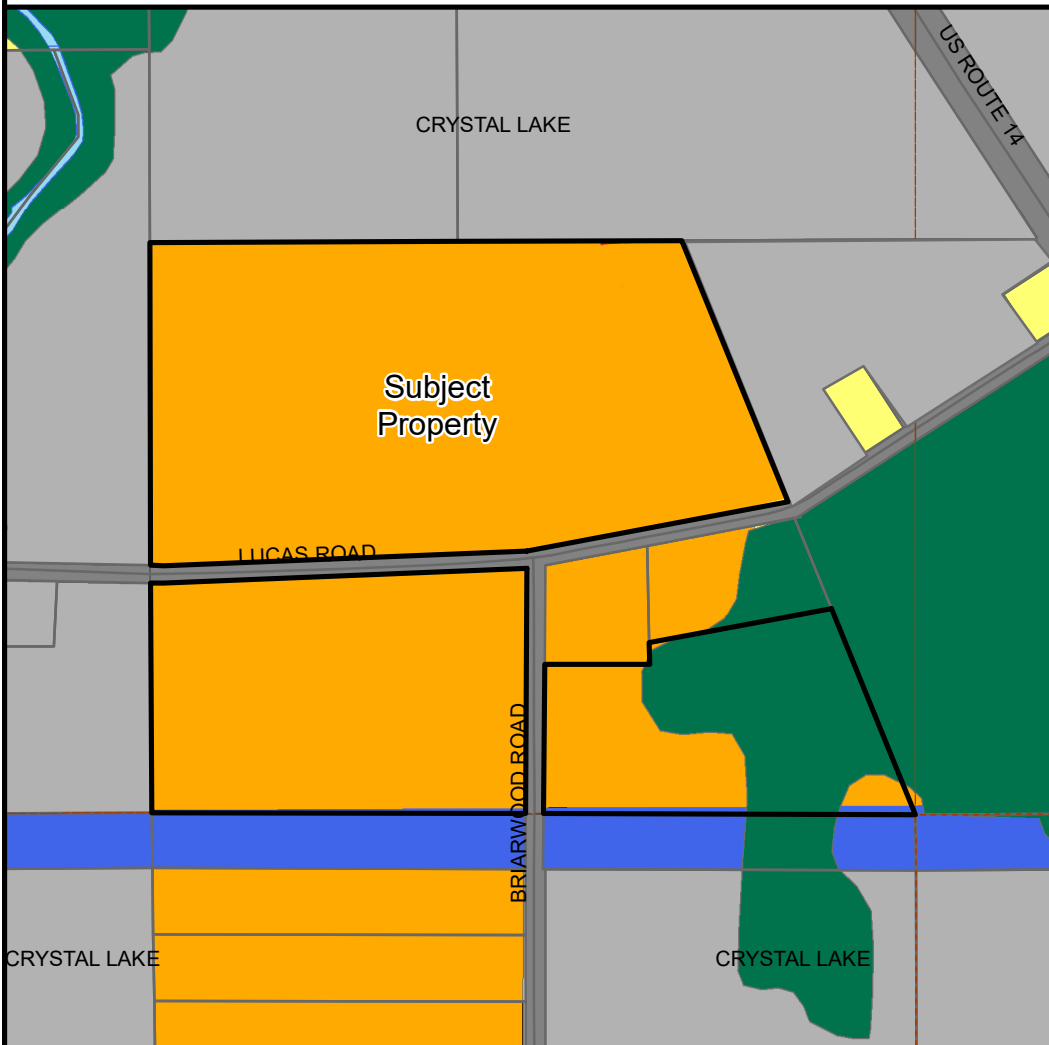 US ROUTE 14
CRYSTAL LAKE
Subject
Property
LUCAS ROAD
BRIARWOOD ROAD
CRYSTAL LAKE
CRYSTAL LAKE